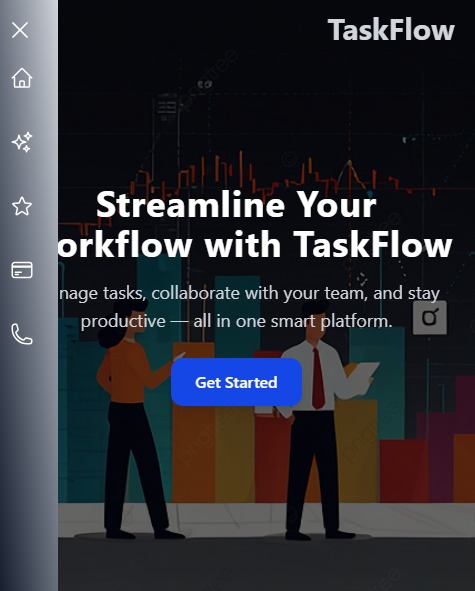 TaskFlow
Streamline Your
orkflow with TaskFlow
nage tasks, collaborate with your team, and stay
productive — all in one smart platform.
Get Started